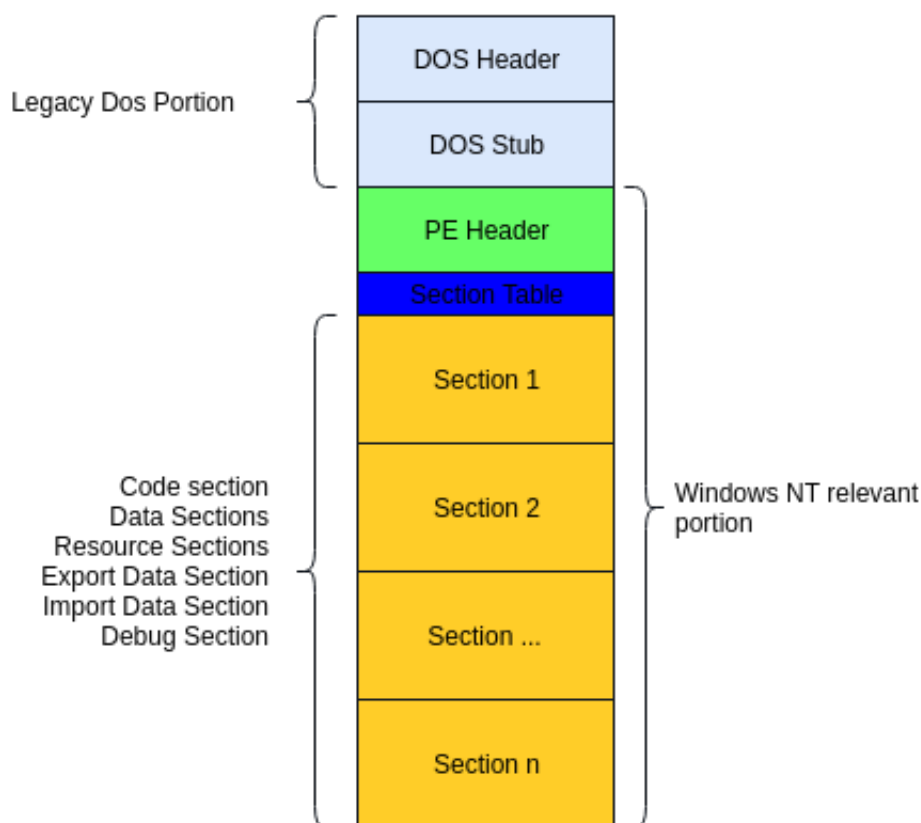 DOS Header
Legacy Dos Portion
DOS Stub
PE Header
Section Table
Section 1
Code section
Data Sections
Resource Sections
Export Data Section
Import Data Section
Debug Section
Section 2
Windows NT relevant
portion
Section ...
Section n